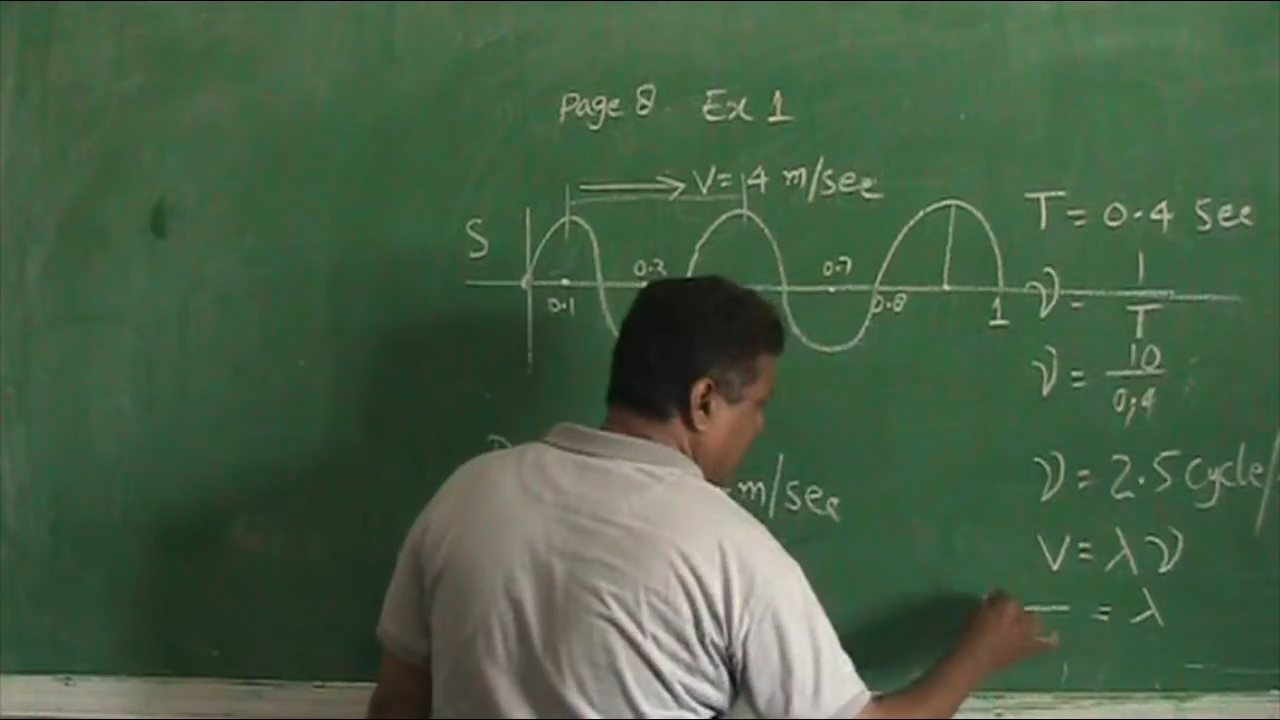 Page 8 Ex 1
V= 4 m/sec
S
0.1 0.3 0.7 0.8 1
T= 0.4 Sec
ν = 1/T
ν = 10/0,4
ν = 2.5 Cycle/
m/sec
V= λ ν
= λ